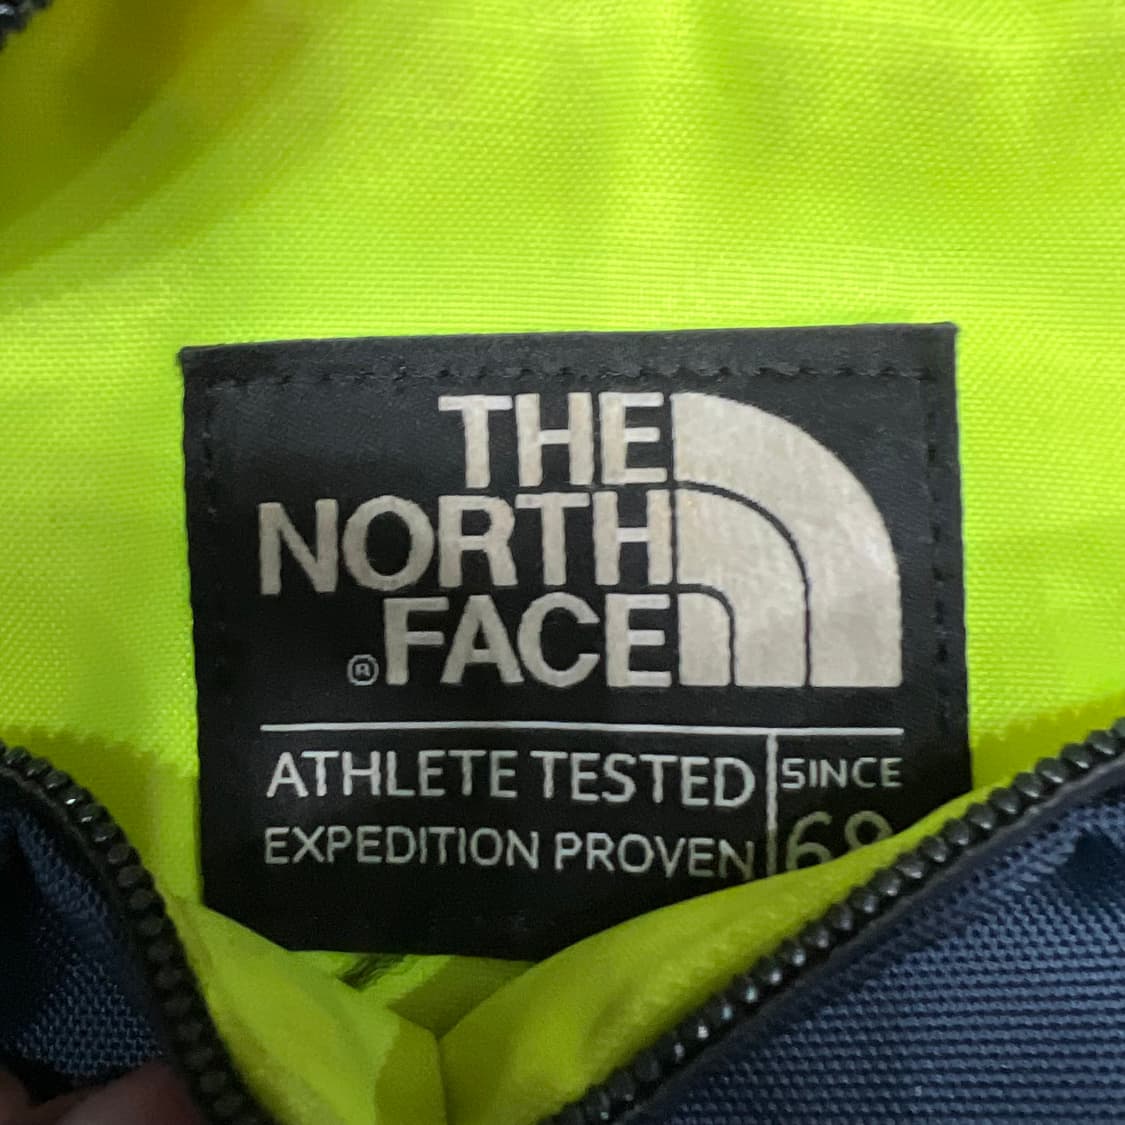 THE
NORTH
® FACE
ATHLETE TESTED
EXPEDITION PROVEN
SINCE